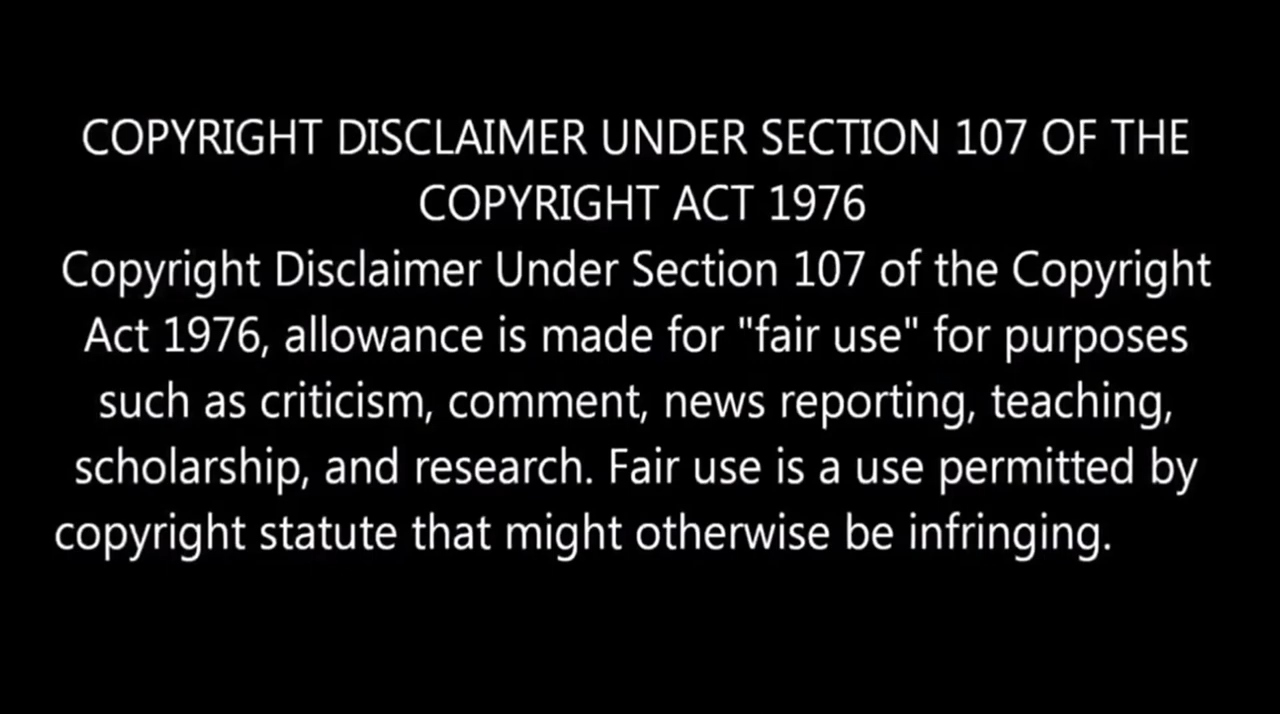 COPYRIGHT DISCLAIMER UNDER SECTION 107 OF THE
COPYRIGHT ACT 1976
Copyright Disclaimer Under Section 107 of the Copyright
Act 1976, allowance is made for "fair use" for purposes
such as criticism, comment, news reporting, teaching,
scholarship, and research. Fair use is a use permitted by
copyright statute that might otherwise be infringing.